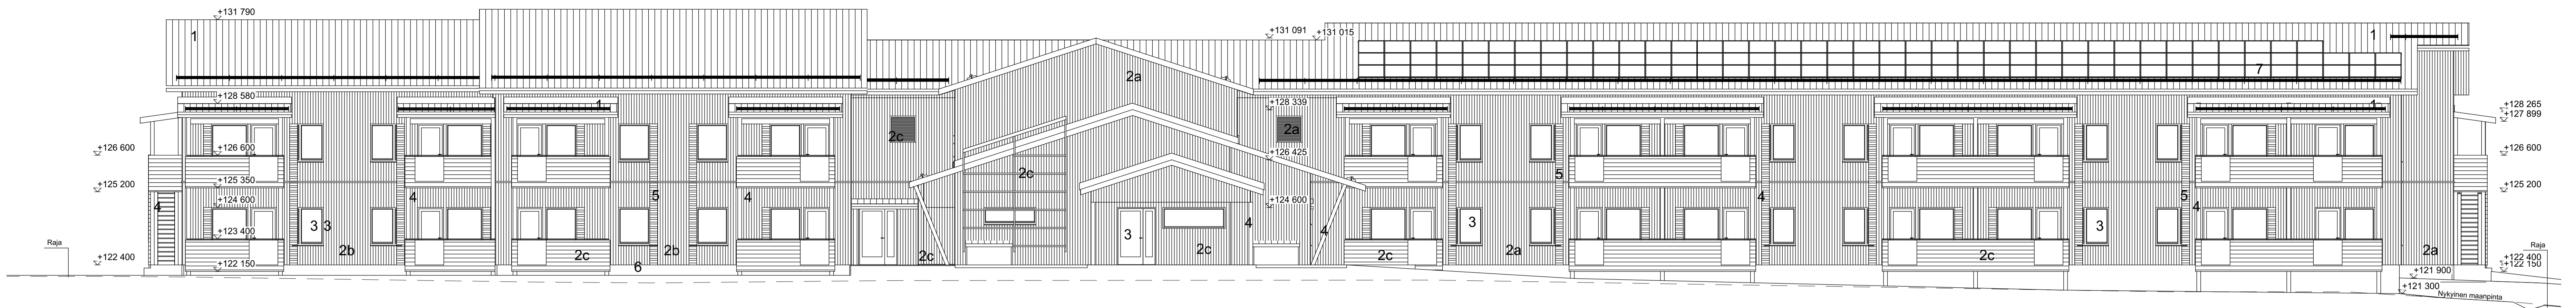 +131 790
1
+131 091
+131 015
1
2a
7
+128 580
1
+128 339
1
+128 265
+127 899
2c
2a
+126 600
+126 600
+126 425
+126 600
2c
5
+125 200
+125 350
+125 200
4
5
4
4
5
4
4
+124 600
+124 600
3 3
3
4
4
3
3
+123 400
Raja
Raja
2b
2b
2c
2c
2c
2c
2a
2c
2a
+122 400
+122 400
+122 150
6
+122 150
+121 900
+121 300
Nykyinen maanpinta